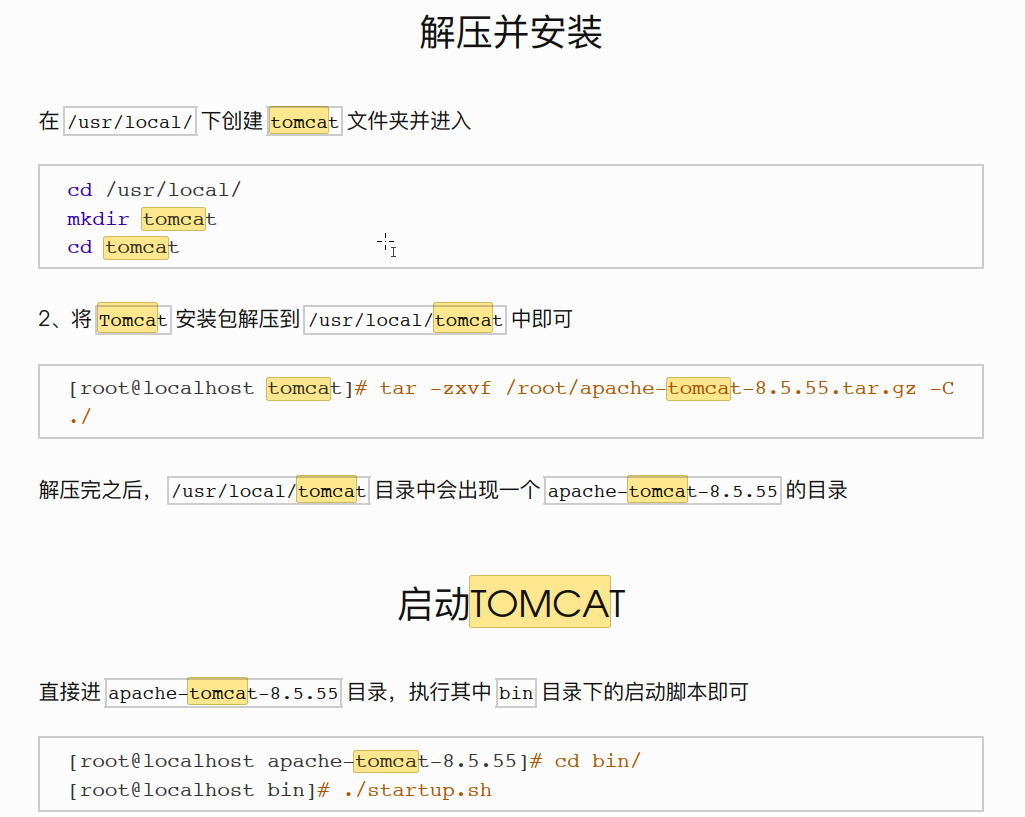 解压并安装
在 /usr/local/ 下创建 tomcat 文件夹并进入
cd /usr/local/
mkdir tomcat
cd tomcat
2、将 Tomcat 安装包解压到 /usr/local/tomcat 中即可
[root@localhost tomcat]# tar -zxvf /root/apache-tomcat-8.5.55.tar.gz -C
./
解压完之后， /usr/local/tomcat 目录中会出现一个 apache-tomcat-8.5.55 的目录
启动TOMCAT
直接进 apache-tomcat-8.5.55 目录，执行其中 bin 目录下的启动脚本即可
[root@localhost apache-tomcat-8.5.55]# cd bin/
[root@localhost bin]# ./startup.sh